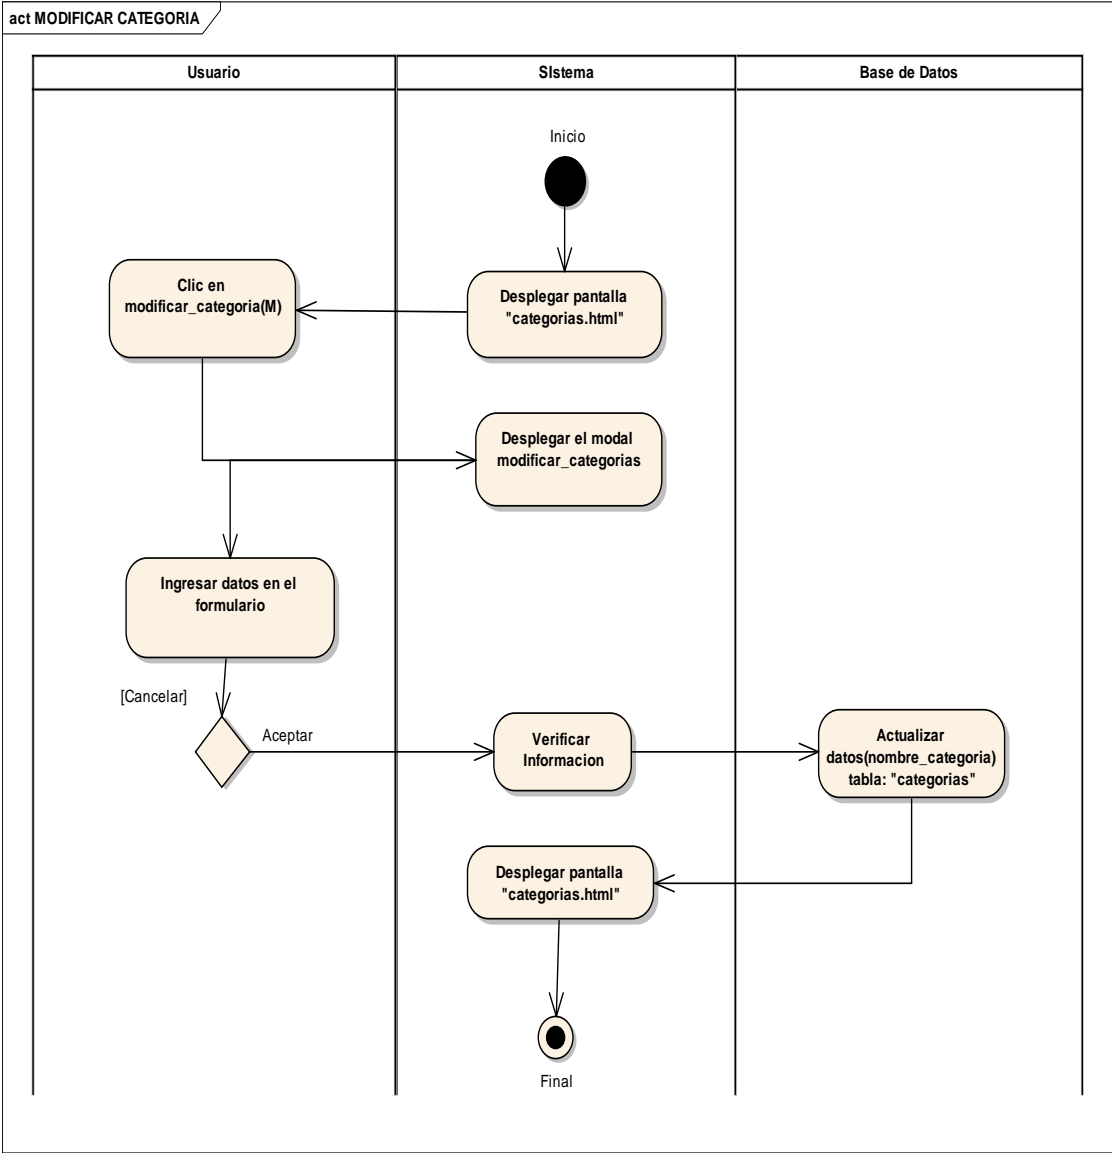 act MODIFICAR CATEGORIA
Usuario
SIstema
Base de Datos
Inicio
Clic en
modificar_categoria(M)
Desplegar pantalla
"categorias.html"
Desplegar el modal
modificar_categorias
Ingresar datos en el
formulario
[Cancelar]
Aceptar
Verificar
Informacion
Actualizar
datos(nombre_categoria)
tabla: "categorias"
Desplegar pantalla
"categorias.html"
Final